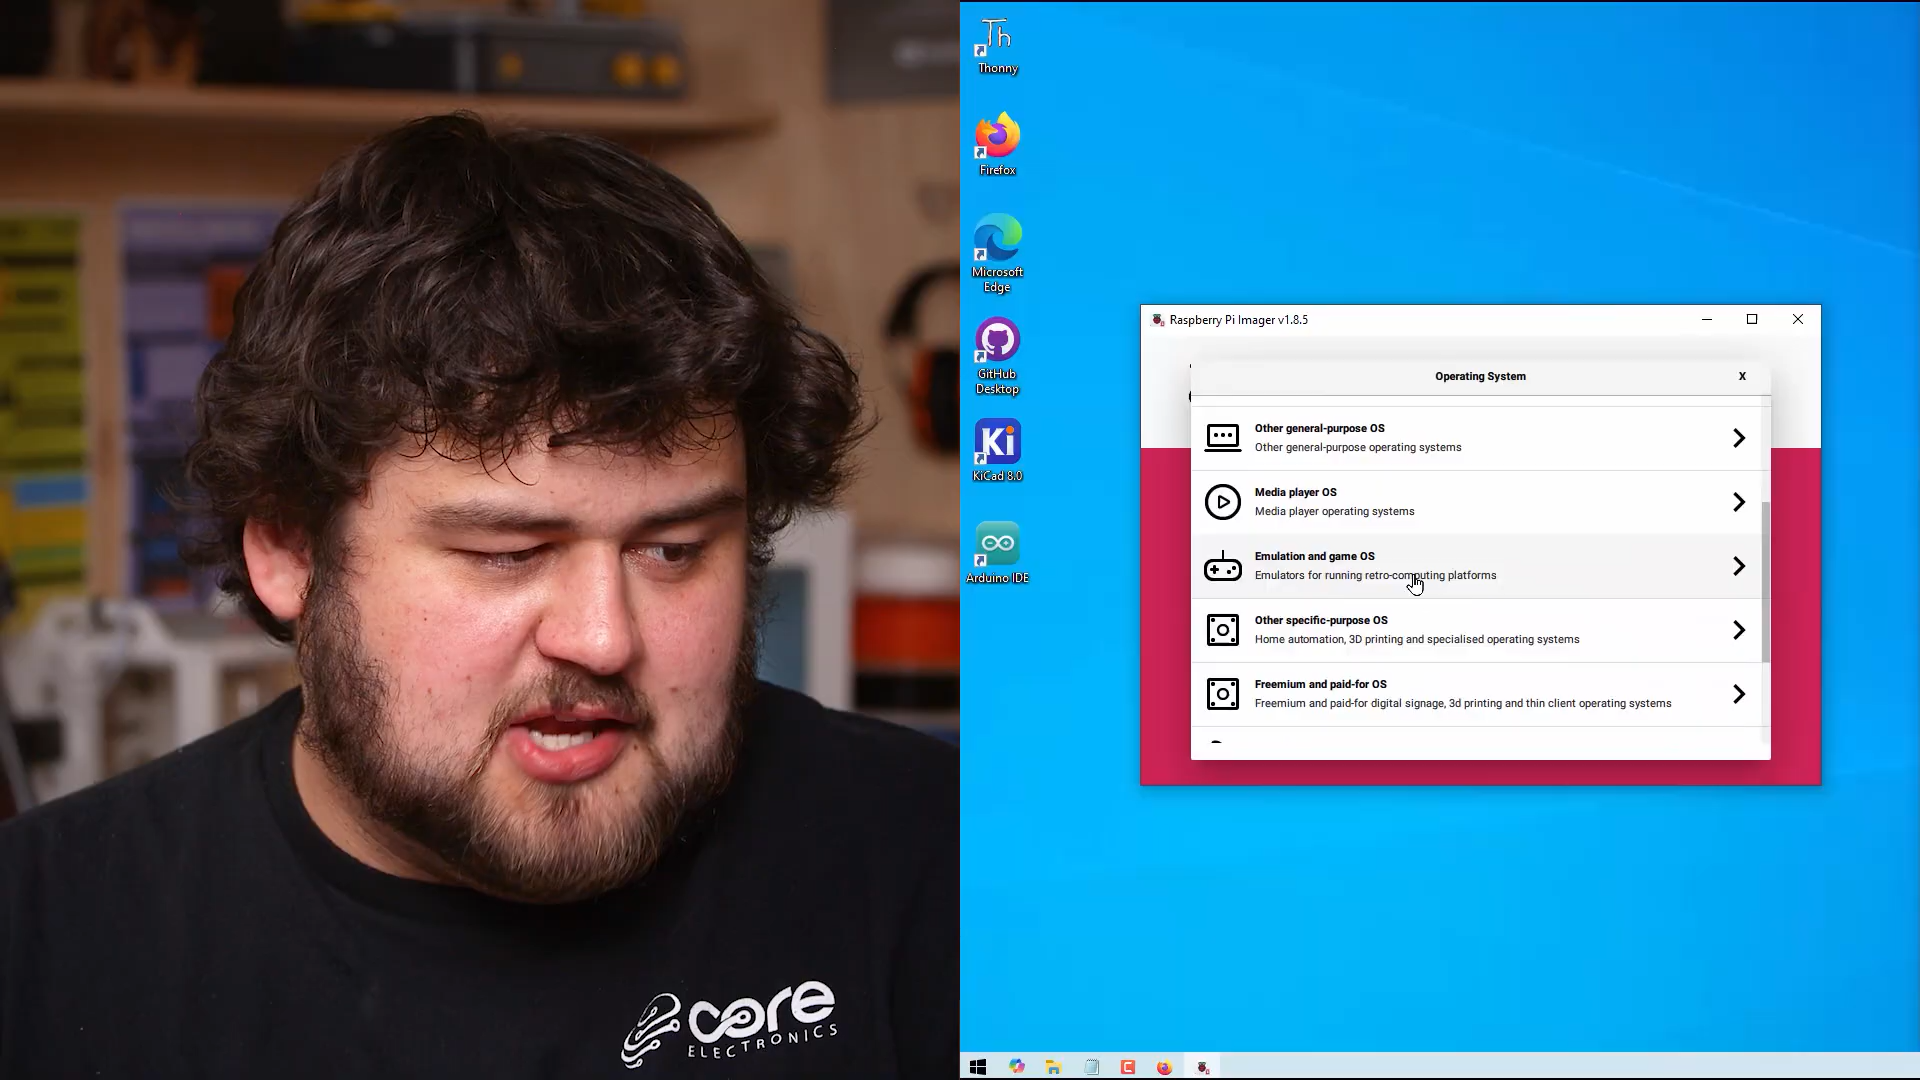 Th
Thonny
Firefox
Microsoft
Edge
GitHub
Desktop
Ki
KiCad 8.0
Arduino IDE
Raspberry Pi Imager v1.8.5
Operating System
X
Other general-purpose OS
Other general-purpose operating systems
Media player OS
Media player operating systems
Emulation and game OS
Emulators for running retro-computing platforms
Other specific-purpose OS
Home automation, 3D printing and specialised operating systems
Freemium and paid-for OS
Freemium and paid-for digital signage, 3d printing and thin client operating systems
core
ELECTRONICS